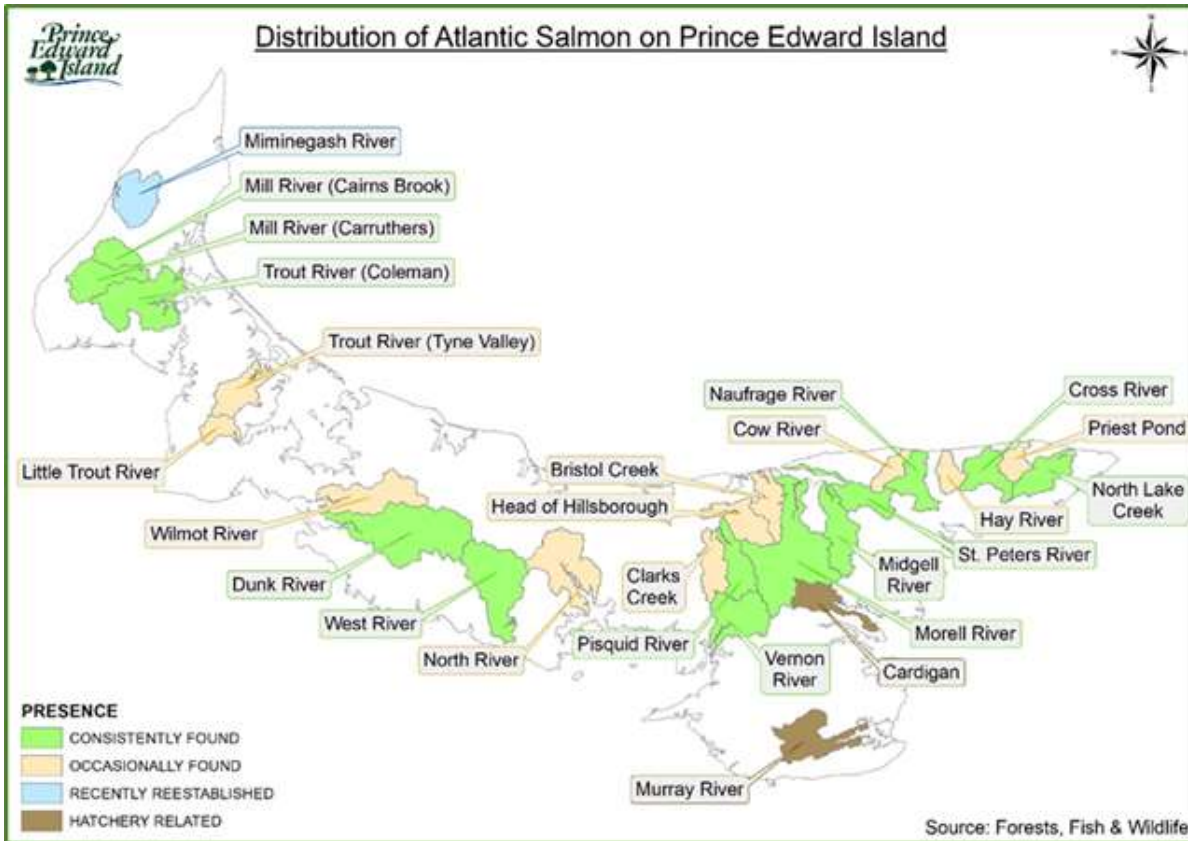 Prince
Edward
Island
Distribution of Atlantic Salmon on Prince Edward Island
Miminegash River
Mill River (Cairns Brook)
Mill River (Carruthers)
Trout River (Coleman)
Trout River (Tyne Valley)
Little Trout River
Wilmot River
Dunk River
West River
North River
Naufrage River
Cow River
Cross River
Priest Pond
Bristol Creek
Head of Hillsborough
Clarks
Creek
Pisquid River
Vernon
River
North Lake
Creek
Hay River
St. Peters River
Midgell
River
Morell River
Cardigan
Murray River
PRESENCE
CONSISTENTLY FOUND
OCCASIONALLY FOUND
RECENTLY REESTABLISHED
HATCHERY RELATED
Source: Forests, Fish & Wildlife